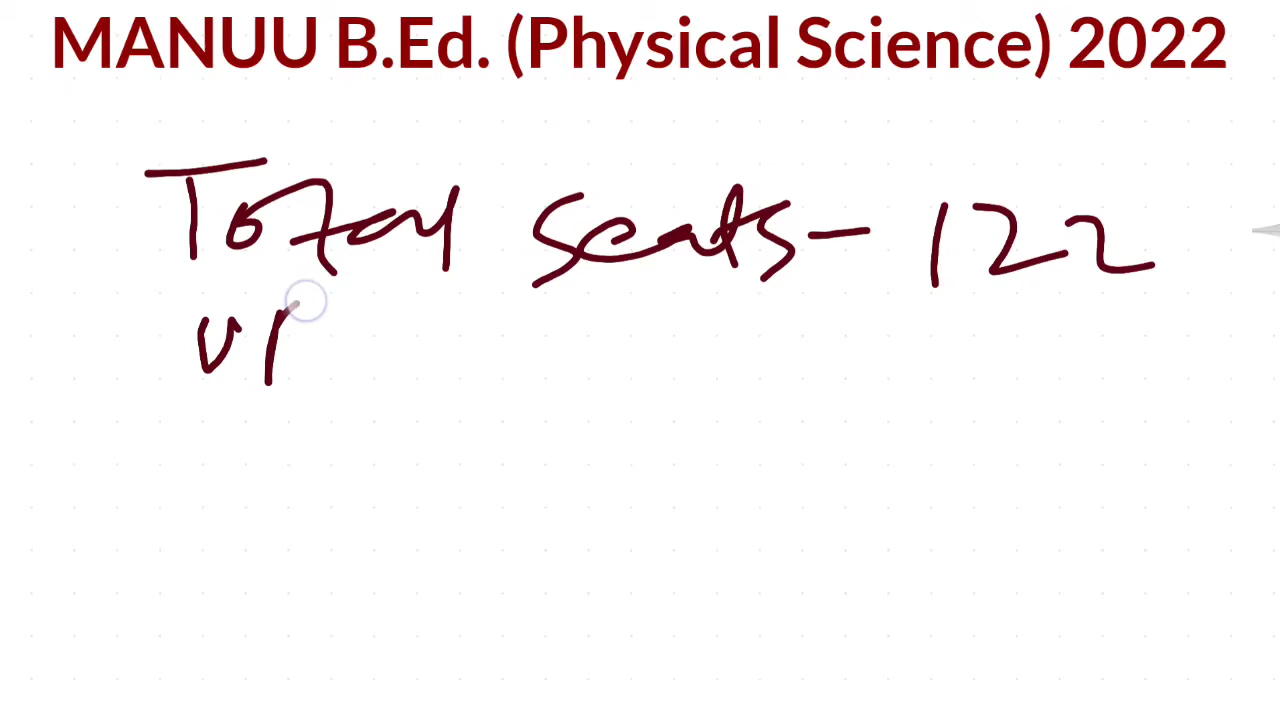 MANUU B.Ed. (Physical Science) 2022
Total seats - 122